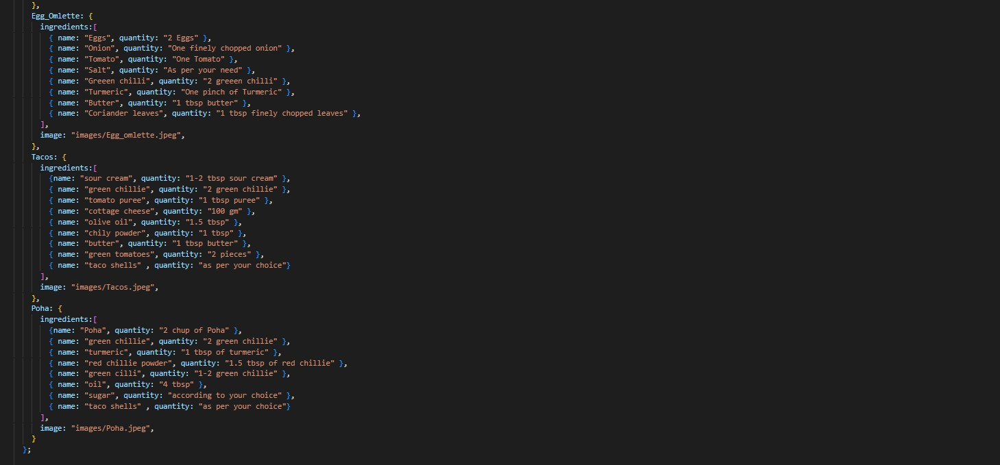 },
Egg_Omlette: {
ingredients:[
{ name: "Eggs", quantity: "2 Eggs" },
{ name: "Onion", quantity: "One finely chopped onion" },
{ name: "Tomato", quantity: "One Tomato" },
{ name: "Salt", quantity: "As per your need" },
{ name: "Greeen chilli", quantity: "2 greeen chilli" },
{ name: "Turmeric", quantity: "One pinch of Turmeric" },
{ name: "Butter", quantity: "1 tbsp butter" },
{ name: "Coriander leaves", quantity: "1 tbsp finely chopped leaves" },
],
image: "images/Egg_omlette.jpeg",
},
Tacos: {
ingredients:[
{name: "sour cream", quantity: "1-2 tbsp sour cream" },
{ name: "green chillie", quantity: "2 green chillie" },
{ name: "tomato puree", quantity: "1 tbsp puree" },
{ name: "cottage cheese", quantity: "100 gm" },
{ name: "olive oil", quantity: "1.5 tbsp" },
{ name: "chily powder", quantity: "1 tbsp" },
{ name: "butter", quantity: "1 tbsp butter" },
{ name: "green tomatoes", quantity: "2 pieces" },
{ name: "taco shells" , quantity: "as per your choice"}
],
image: "images/Tacos.jpeg",
},
Poha: {
ingredients:[
{name: "Poha", quantity: "2 chup of Poha" },
{ name: "green chillie", quantity: "2 green chillie" },
{ name: "turmeric", quantity: "1 tbsp of turmeric" },
{ name: "red chillie powder", quantity: "1.5 tbsp of red chillie" },
{ name: "green cilli", quantity: "1-2 green chillie" },
{ name: "oil", quantity: "4 tbsp" },
{ name: "sugar", quantity: "according to your choice" },
{ name: "taco shells" , quantity: "as per your choice"}
],
image: "images/Poha.jpeg",
}
};